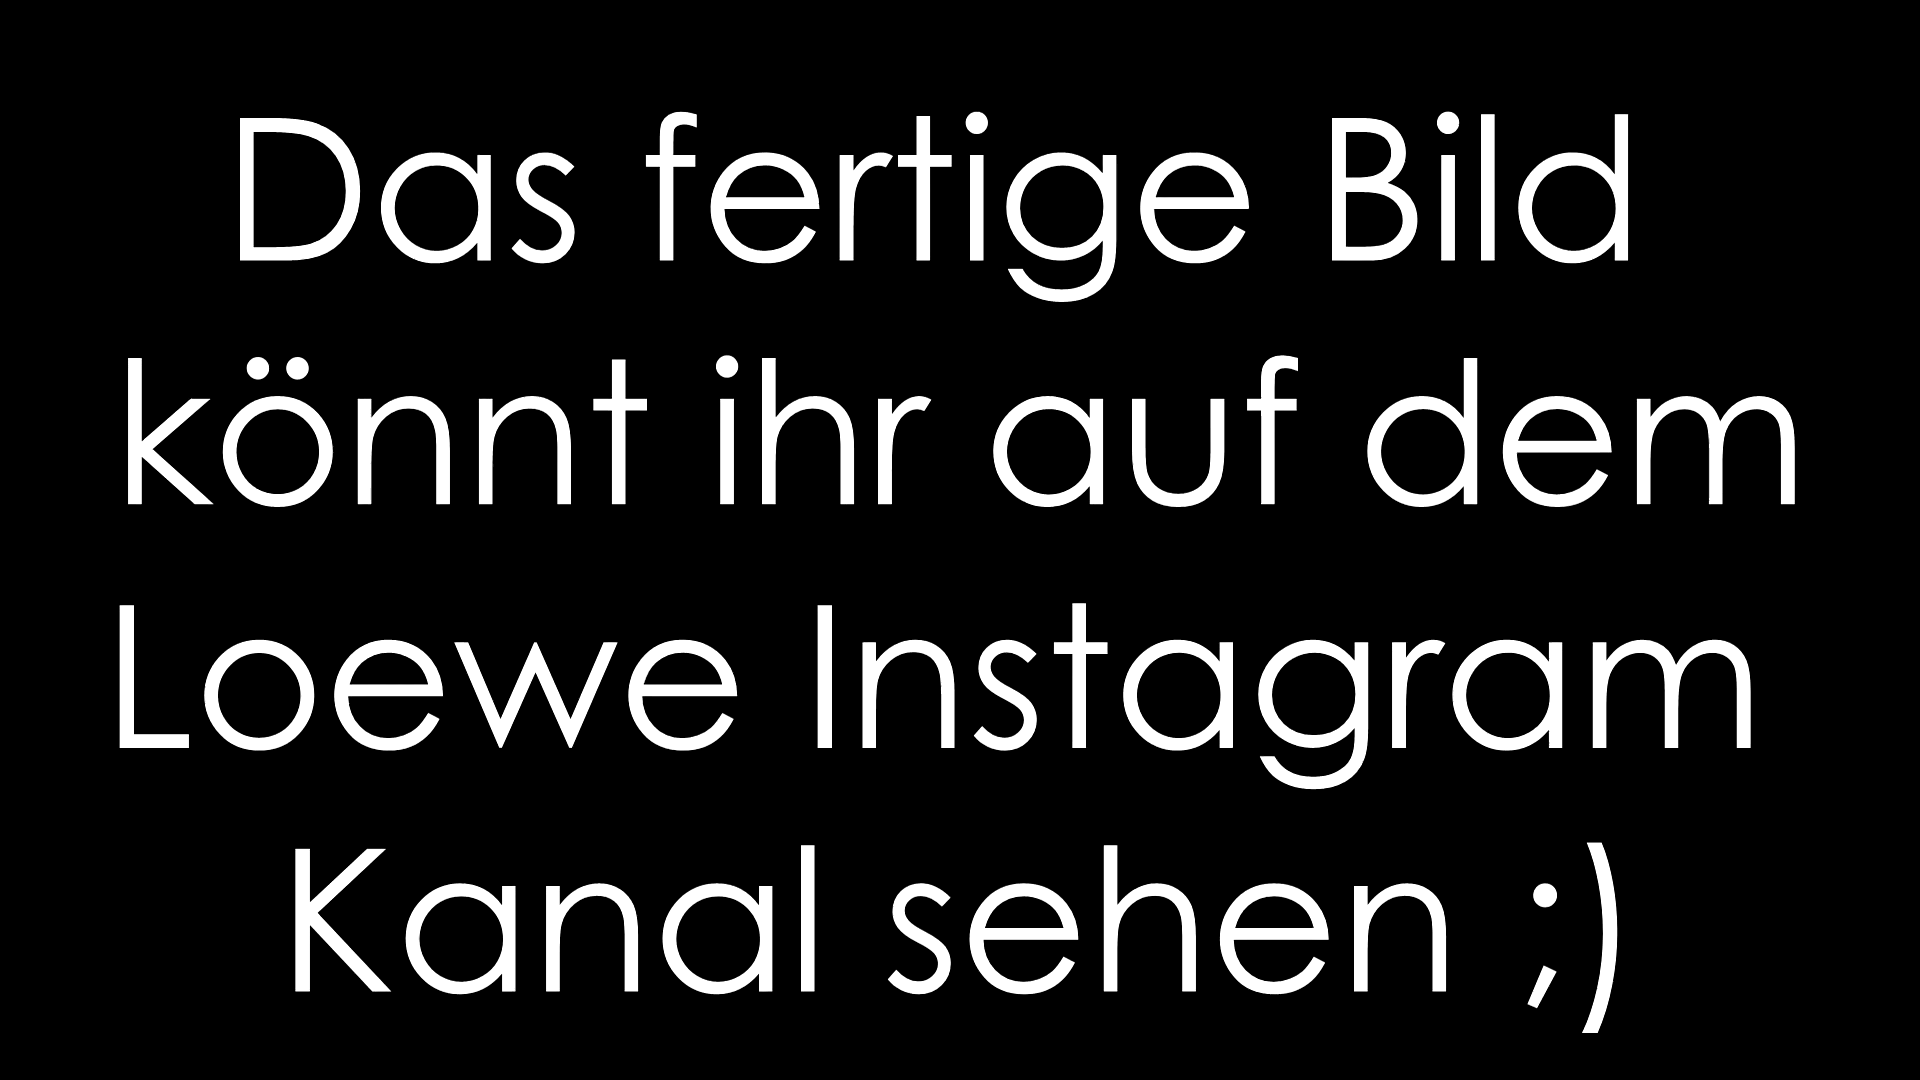 Das fertige Bild
könnt ihr auf dem
Loewe Instagram
Kanal sehen ;)